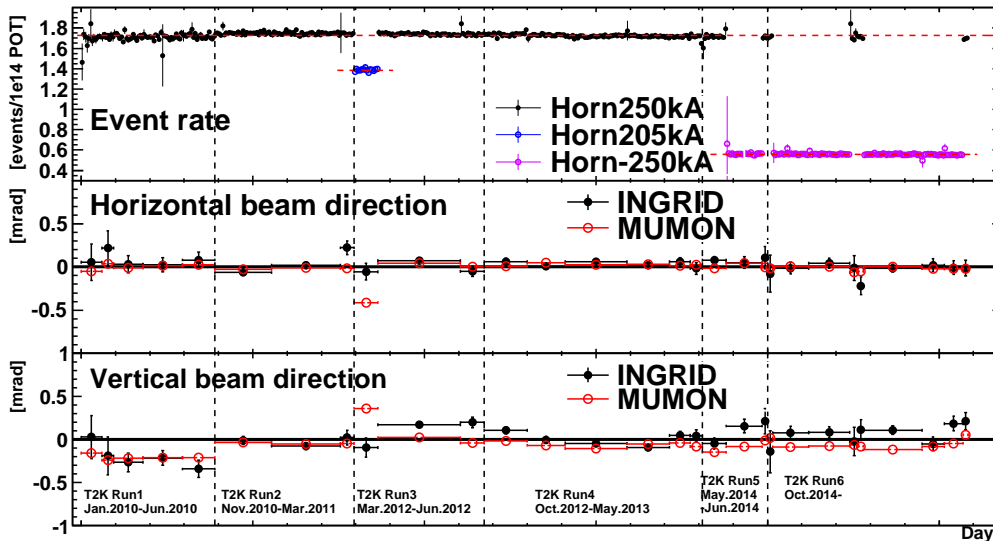 [events/1e14 POT]
1.8
1.6
1.4
1.2
1
0.8
0.6
0.4
Event rate
Horn250kA
Horn205kA
Horn-250kA
[mrad]
0.5
0
-0.5
1
Horizontal beam direction
INGRID
MUMON
[mrad]
0.5
0
-0.5
-1
Vertical beam direction
INGRID
MUMON
T2K Run1
Jan.2010-Jun.2010
T2K Run2
Nov.2010-Mar.2011
T2K Run3
Mar.2012-Jun.2012
T2K Run4
Oct.2012-May.2013
T2K Run5
May.2014
-Jun.2014
T2K Run6
Oct.2014-
Day